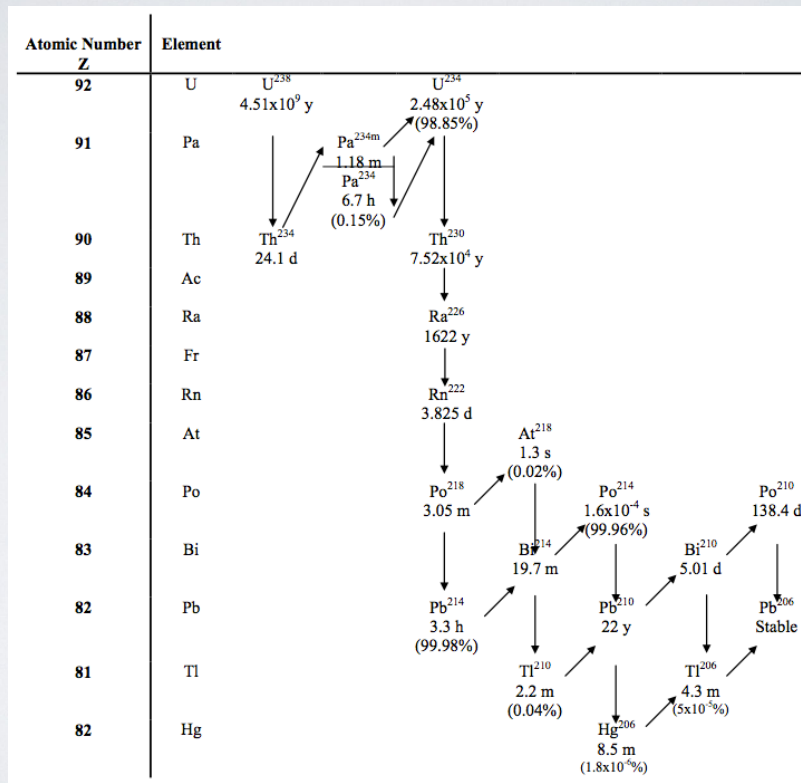 Atomic Number Element
Z
92 U U²³⁸ U²³⁴
4.51x10⁹ y 2.48x10⁵ y
(98.85%)
91 Pa Pa²³⁴ᵐ
1.18 m
Pa²³⁴
6.7 h
(0.15%)
90 Th Th²³⁴ Th²³⁰
24.1 d 7.52x10⁴ y
89 Ac
88 Ra Ra²²⁶
1622 y
87 Fr
86 Rn Rn²²²
3.825 d
85 At At²¹⁸
1.3 s
(0.02%)
84 Po Po²¹⁸ Po²¹⁴ Po²¹⁰
3.05 m 1.6x10⁻⁴ s 138.4 d
(99.96%)
83 Bi Bi²¹⁴ Bi²¹⁰
19.7 m 5.01 d
82 Pb Pb²¹⁴ Pb²¹⁰ Pb²⁰⁶
3.3 h 22 y Stable
(99.98%)
81 Tl Tl²¹⁰ Tl²⁰⁶
2.2 m 4.3 m
(0.04%) (5x10⁻⁵%)
82 Hg Hg²⁰⁶
8.5 m
(1.8x10⁻⁶%)